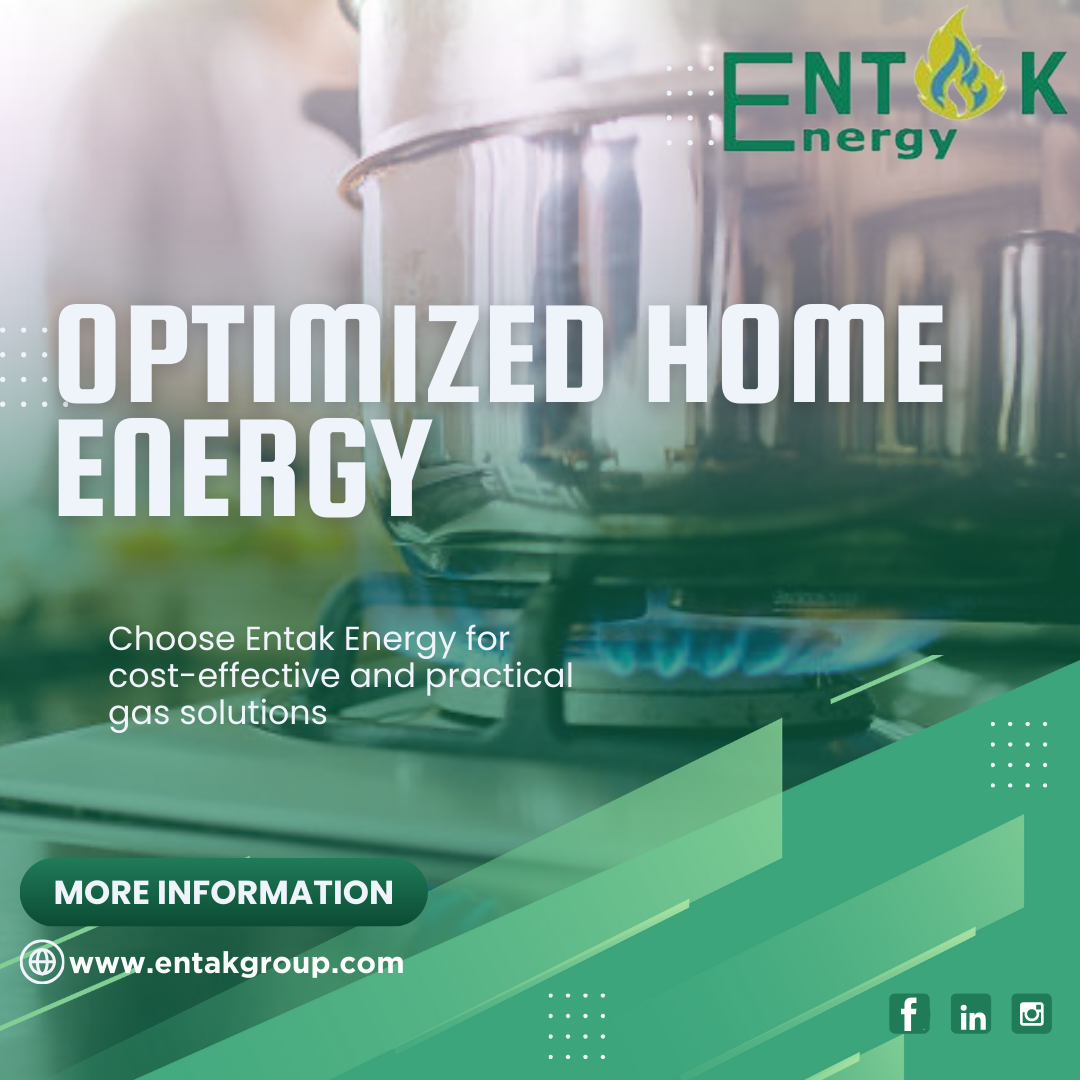 ENTAK
Energy
OPTIMIZED HOME
ENERGY
Choose Entak Energy for
cost-effective and practical
gas solutions
MORE INFORMATION
www.entakgroup.com